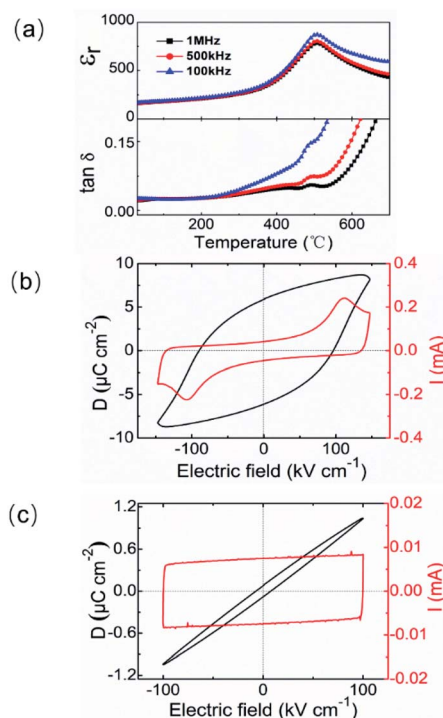 (a)
1000
750
500
250
εr
1MHz
500kHz
100kHz
0.15
0.00
tan δ
200 400 600
Temperature (℃)
(b)
10
5
0
-5
-10
D (μC cm-2)
0.4
0.2
0.0
-0.2
-0.4
I (mA)
-100 0 100
Electric field (kV cm-1)
(c)
1.2
0.6
0.0
-0.6
-1.2
D (μC cm-2)
0.02
0.01
0.00
-0.01
-0.02
I (mA)
-100 0 100
Electric field (kV cm-1)